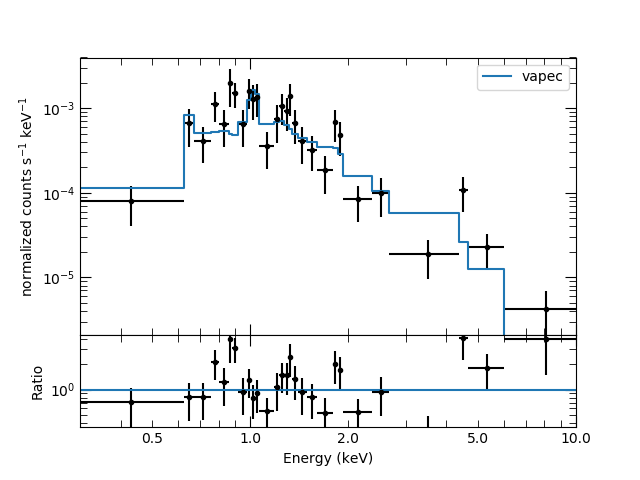 vapec
normalized counts s⁻¹ keV⁻¹
10⁻³
10⁻⁴
10⁻⁵
Ratio
10⁰
0.5 1.0 2.0 5.0 10.0
Energy (keV)